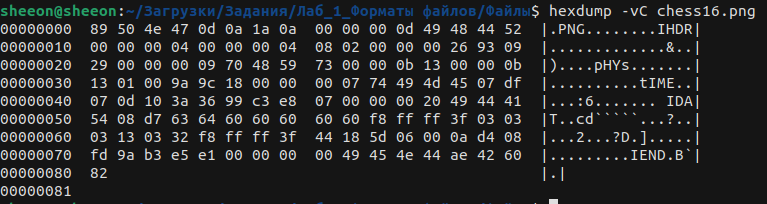 sheeon@sheeon:~/Загрузки/Задания/Лаб_1_Форматы файлов/Файлы$ hexdump -vC chess16.png
00000000  89 50 4e 47 0d 0a 1a 0a  00 00 00 0d 49 48 44 52  |.PNG........IHDR|
00000010  00 00 00 04 00 00 00 04  08 02 00 00 00 26 93 09  |.............&..|
00000020  29 00 00 00 09 70 48 59  73 00 00 0b 13 00 00 0b  |)....pHYs.......|
00000030  13 01 00 9a 9c 18 00 00  00 07 74 49 4d 45 07 df  |..........tIME..|
00000040  07 0d 10 3a 36 99 c3 e8  07 00 00 00 20 49 44 41  |...:6....... IDA|
00000050  54 08 d7 63 64 60 60 60  60 60 f8 ff ff 3f 03 03  |T..cd`````...?..|
00000060  03 13 03 32 f8 ff ff 3f  44 18 5d 06 00 0a d4 08  |...2...?D.].....|
00000070  fd 9a b3 e5 e1 00 00 00  00 49 45 4e 44 ae 42 60  |.........IEND.B`|
00000080  82                                                |.|
00000081